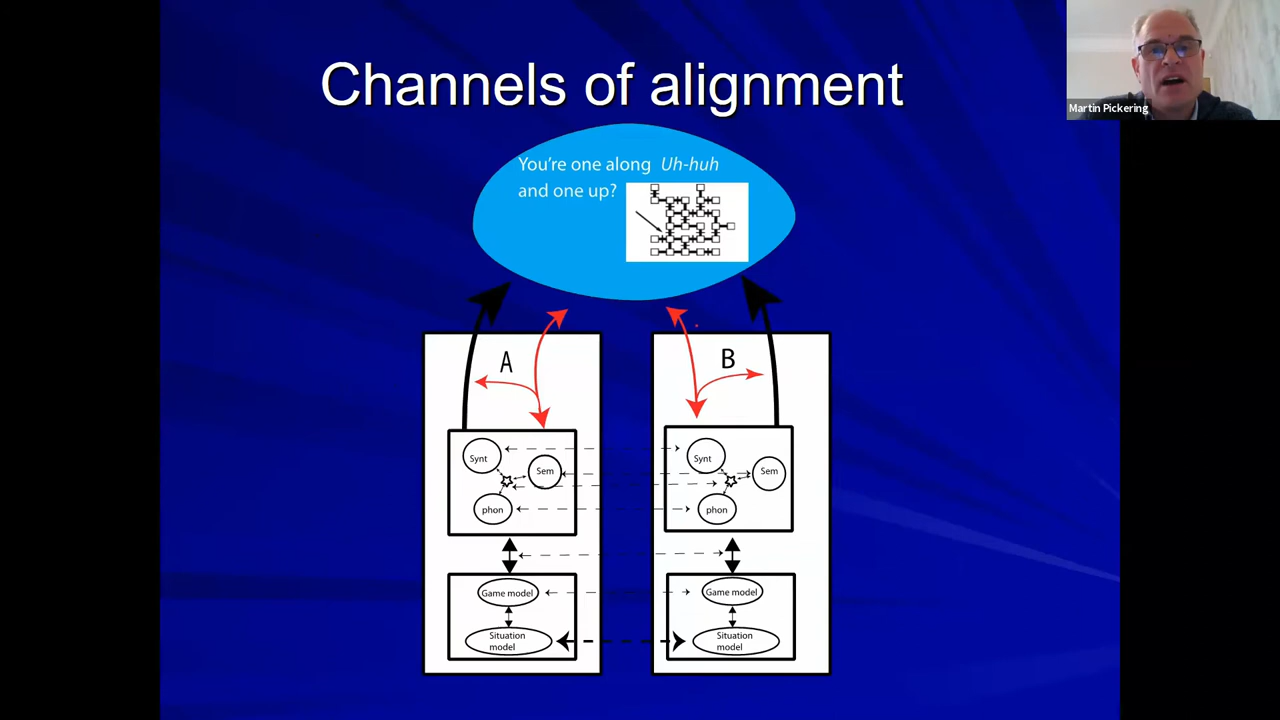 Channels of alignment
Martin Pickering
You're one along Uh-huh
and one up?
A
B
Synt
Sem
phon
Synt
Sem
phon
Game model
Situation
model
Game model
Situation
model